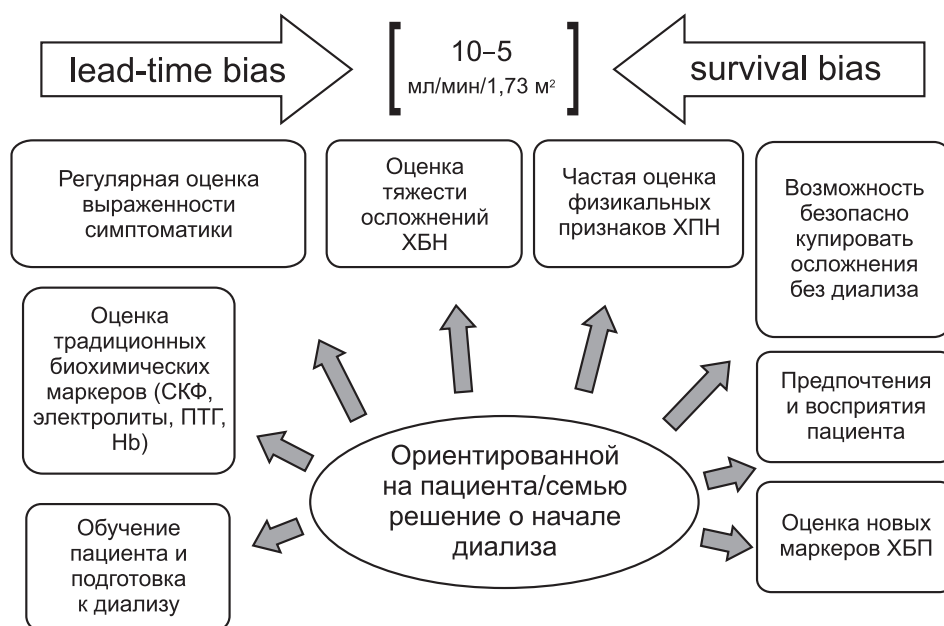 lead-time bias
10–5
мл/мин/1,73 м²
survival bias
Регулярная оценка
выраженности
симптоматики
Оценка
тяжести
осложнений
ХБН
Частая оценка
физикальных
признаков ХПН
Возможность
безопасно
купировать
осложнения
без диализа
Оценка
традиционных
биохимических
маркеров (СКФ,
электролиты, ПТГ,
Hb)
Предпочтения
и восприятия
пациента
Ориентированной
на пациента/семью
решение о начале
диализа
Обучение
пациента и
подготовка
к диализу
Оценка новых
маркеров ХБП